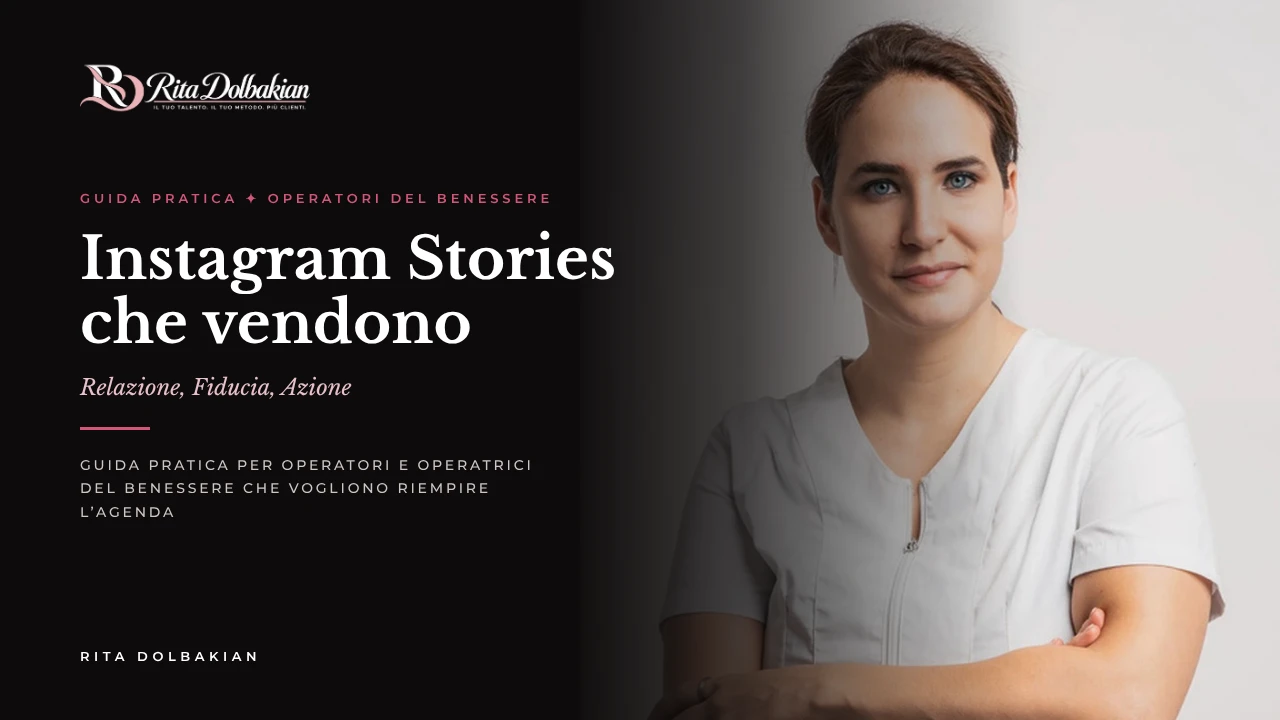 Rita Dolbakian
IL TUO TALENTO. IL TUO METODO. PIÙ CLIENTI.
GUIDA PRATICA ✦ OPERATORI DEL BENESSERE
Instagram Stories
che vendono
Relazione, Fiducia, Azione
GUIDA PRATICA PER OPERATORI E OPERATRICI
DEL BENESSERE CHE VOGLIONO RIEMPIRE
L’AGENDA
RITA DOLBAKIAN